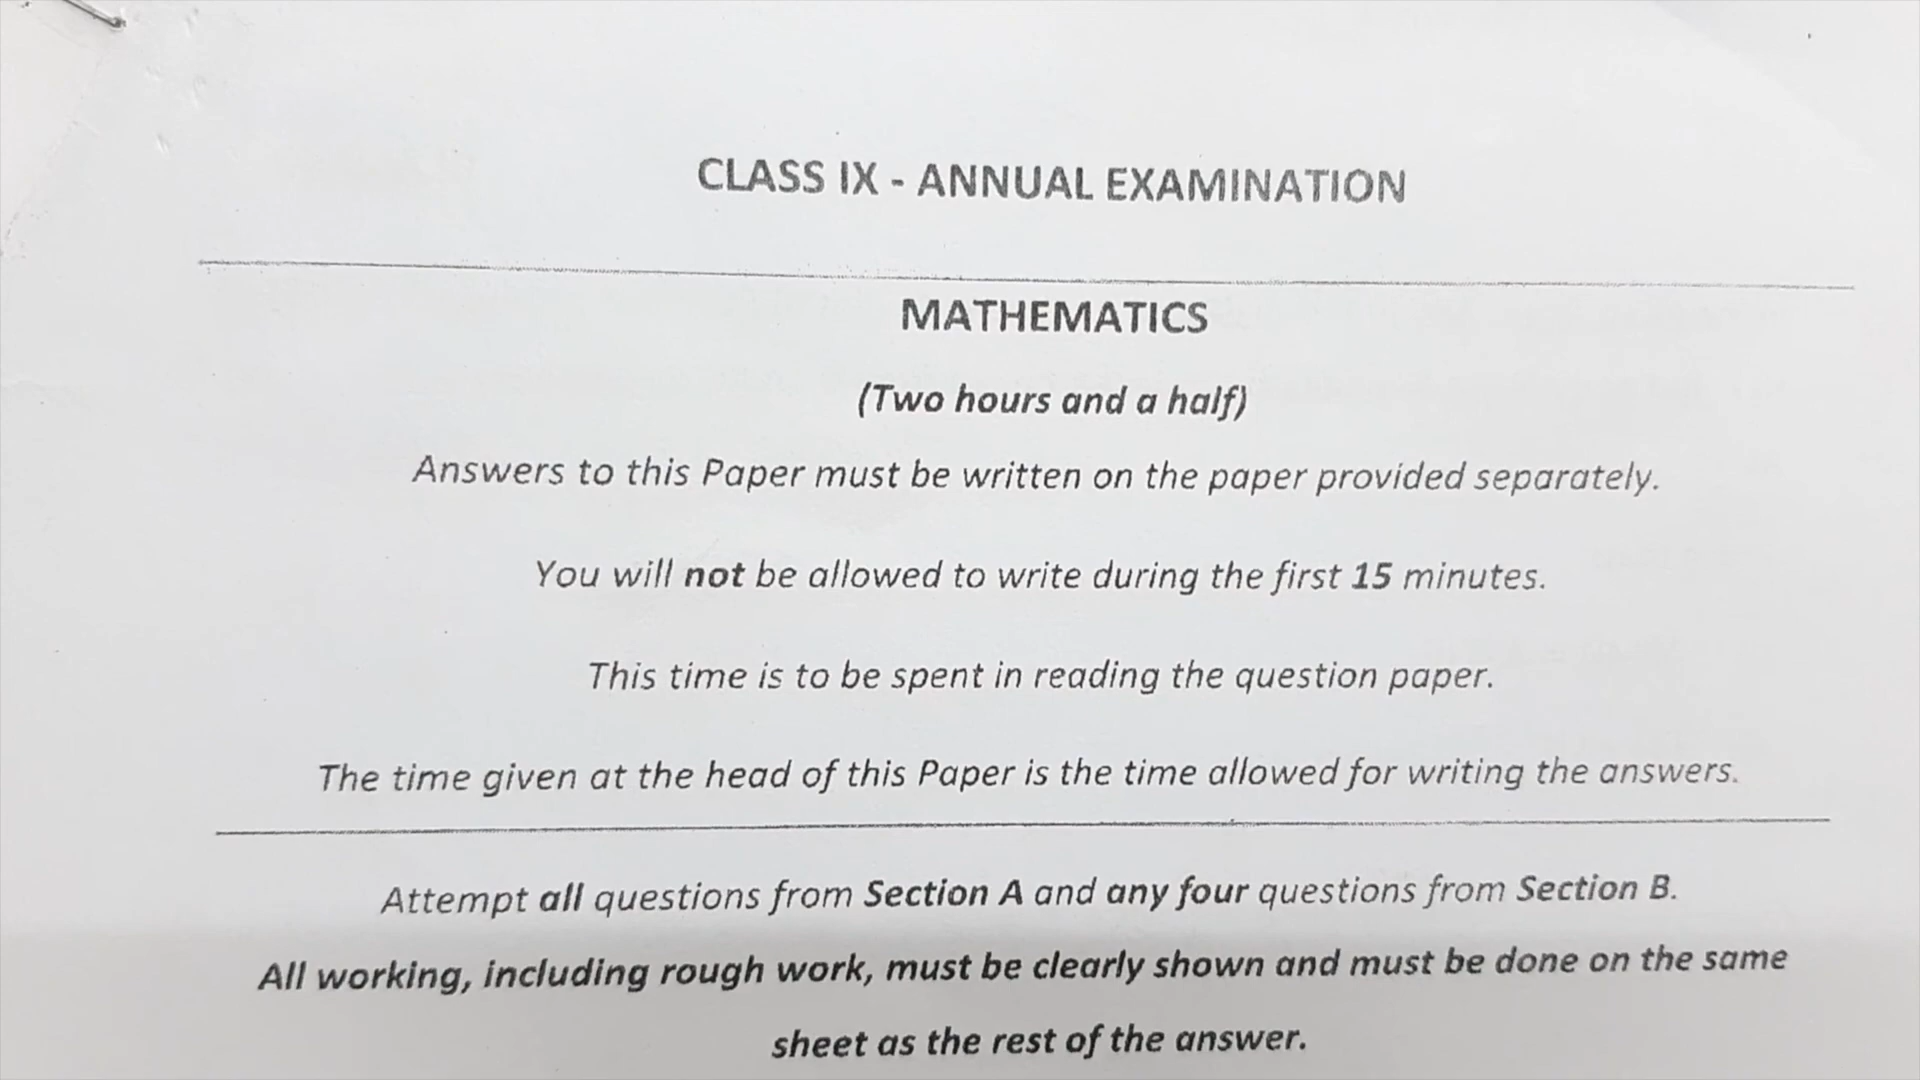 CLASS IX - ANNUAL EXAMINATION
MATHEMATICS
(Two hours and a half)
Answers to this Paper must be written on the paper provided separately.
You will not be allowed to write during the first 15 minutes.
This time is to be spent in reading the question paper.
The time given at the head of this Paper is the time allowed for writing the answers.
Attempt all questions from Section A and any four questions from Section B.
All working, including rough work, must be clearly shown and must be done on the same
sheet as the rest of the answer.